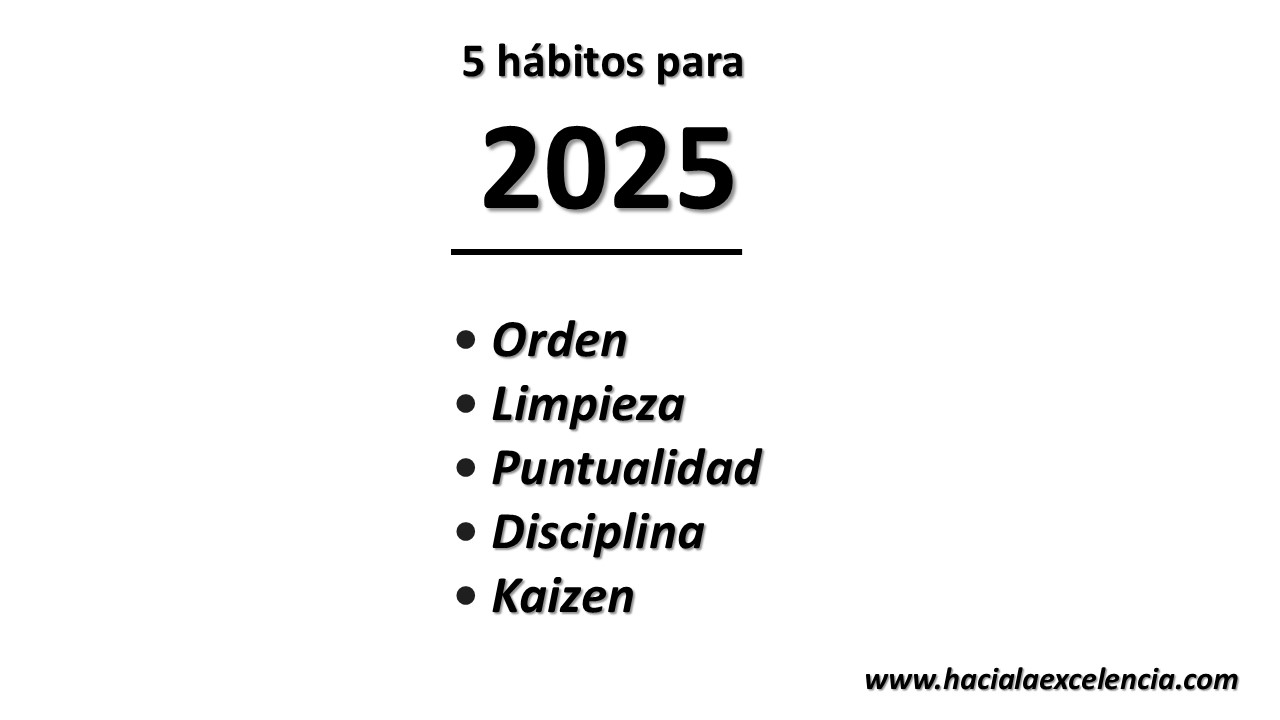 5 hábitos para
2025
• Orden
• Limpieza
• Puntualidad
• Disciplina
• Kaizen
www.hacialaexcelencia.com